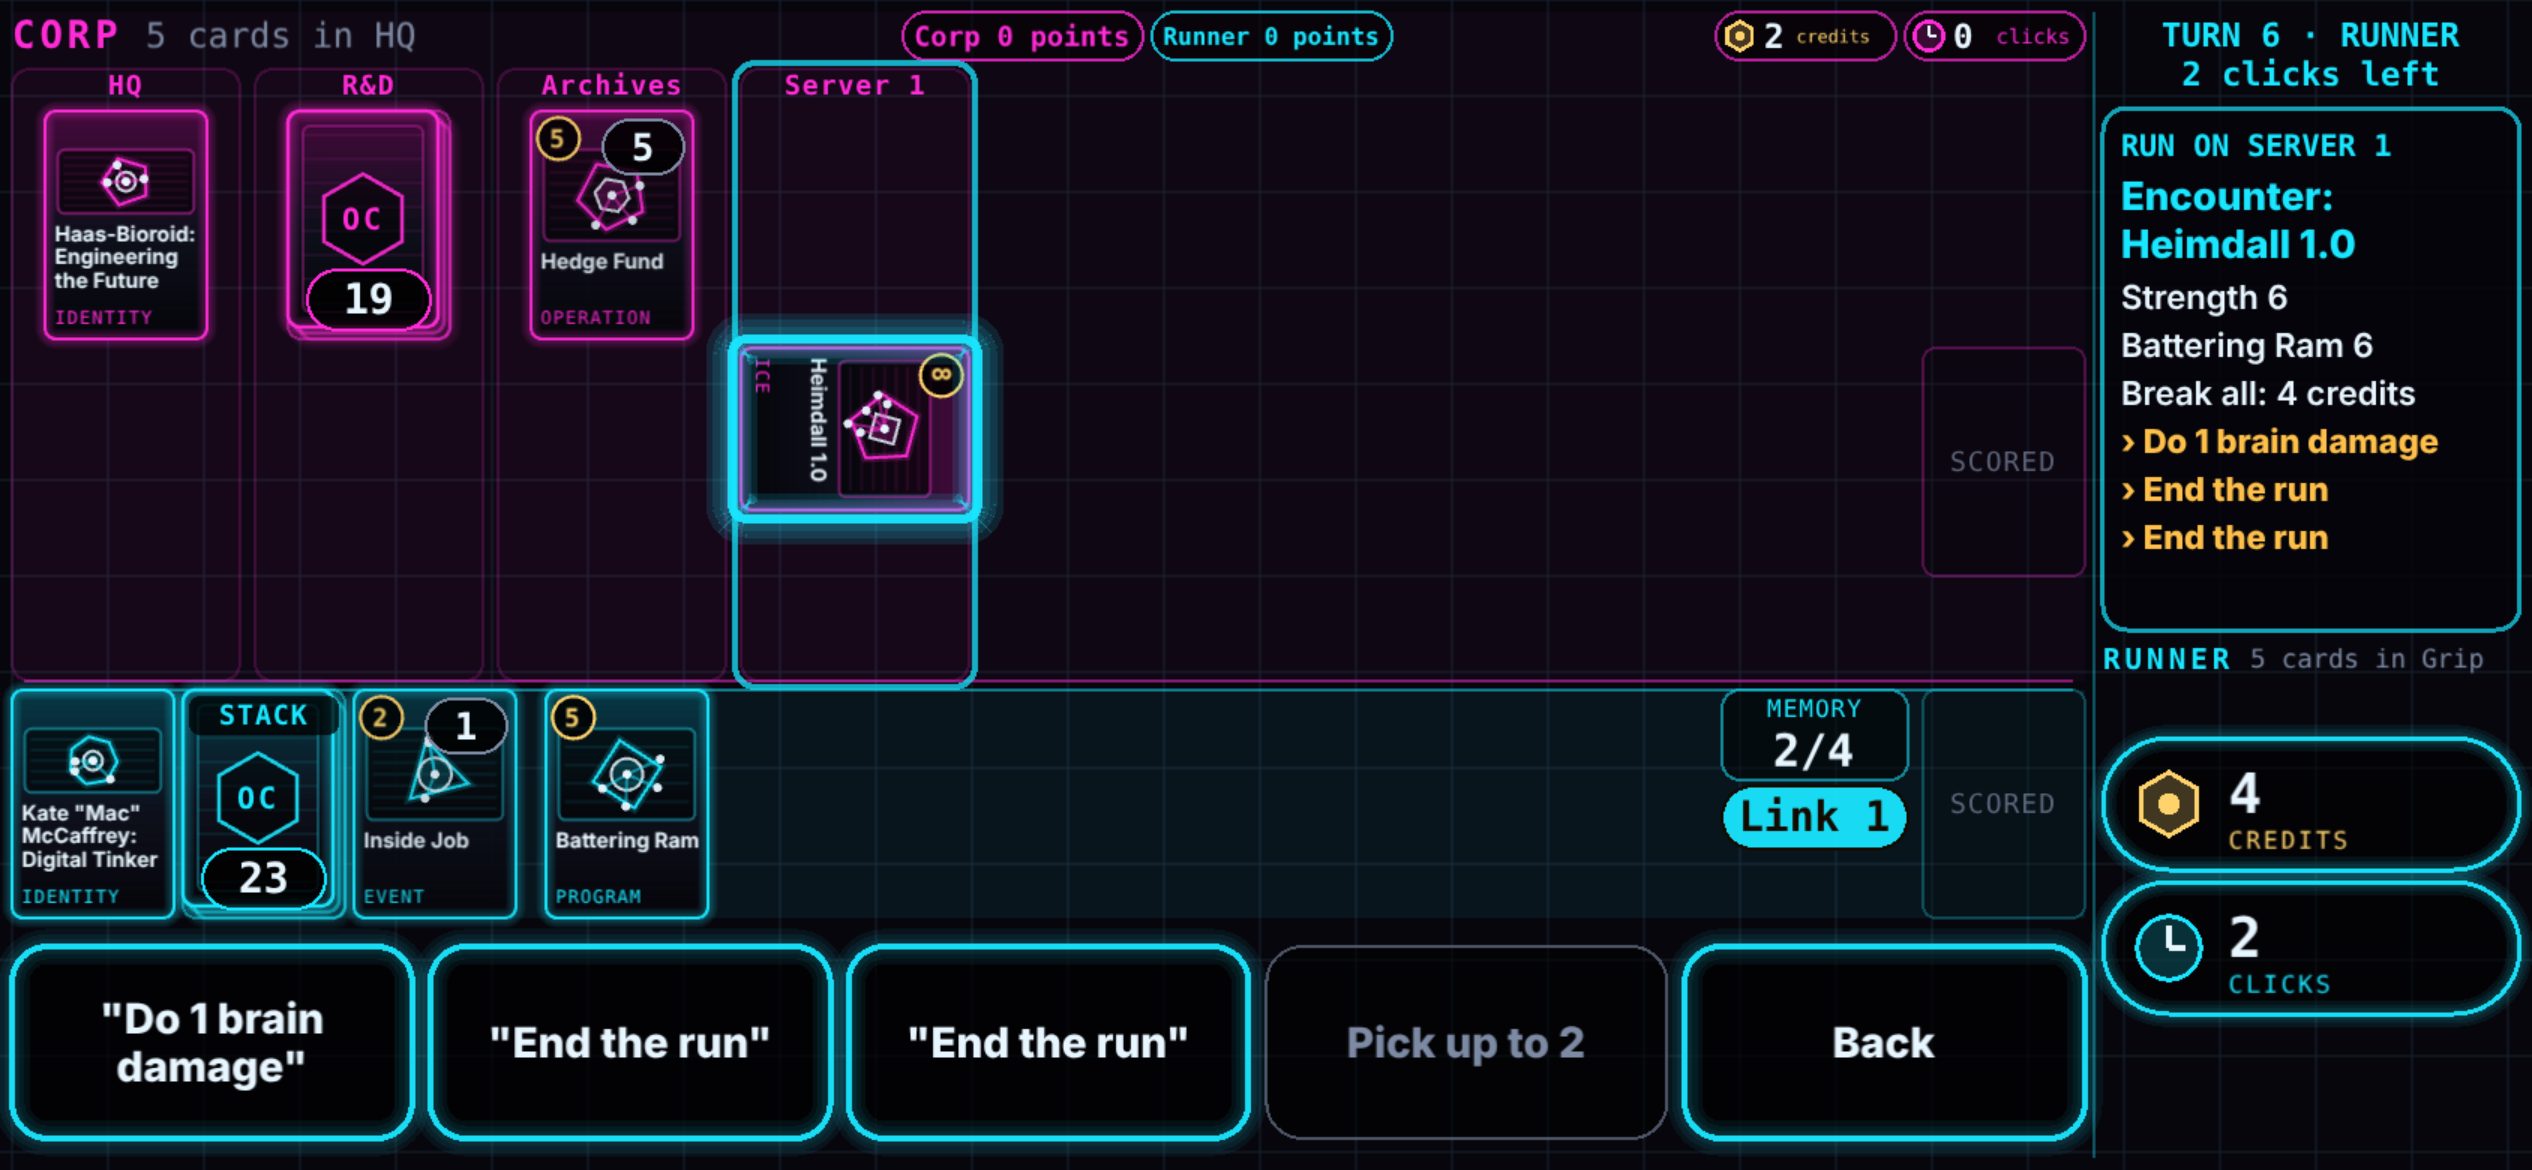 CORP 5 cards in HQ
Corp 0 points
Runner 0 points
2 credits
0 clicks
TURN 6 · RUNNER
2 clicks left
HQ
R&D
Archives
Server 1
Haas-Bioroid:
Engineering
the Future
IDENTITY
OC
19
5
5
Hedge Fund
OPERATION
ICE
Heimdall 1.0
8
SCORED
RUN ON SERVER 1
Encounter:
Heimdall 1.0
Strength 6
Battering Ram 6
Break all: 4 credits
› Do 1 brain damage
› End the run
› End the run
RUNNER 5 cards in Grip
Kate "Mac"
McCaffrey:
Digital Tinker
IDENTITY
STACK
OC
23
2
1
Inside Job
EVENT
5
Battering Ram
PROGRAM
MEMORY
2/4
Link 1
SCORED
4
CREDITS
2
CLICKS
"Do 1 brain
damage"
"End the run"
"End the run"
Pick up to 2
Back